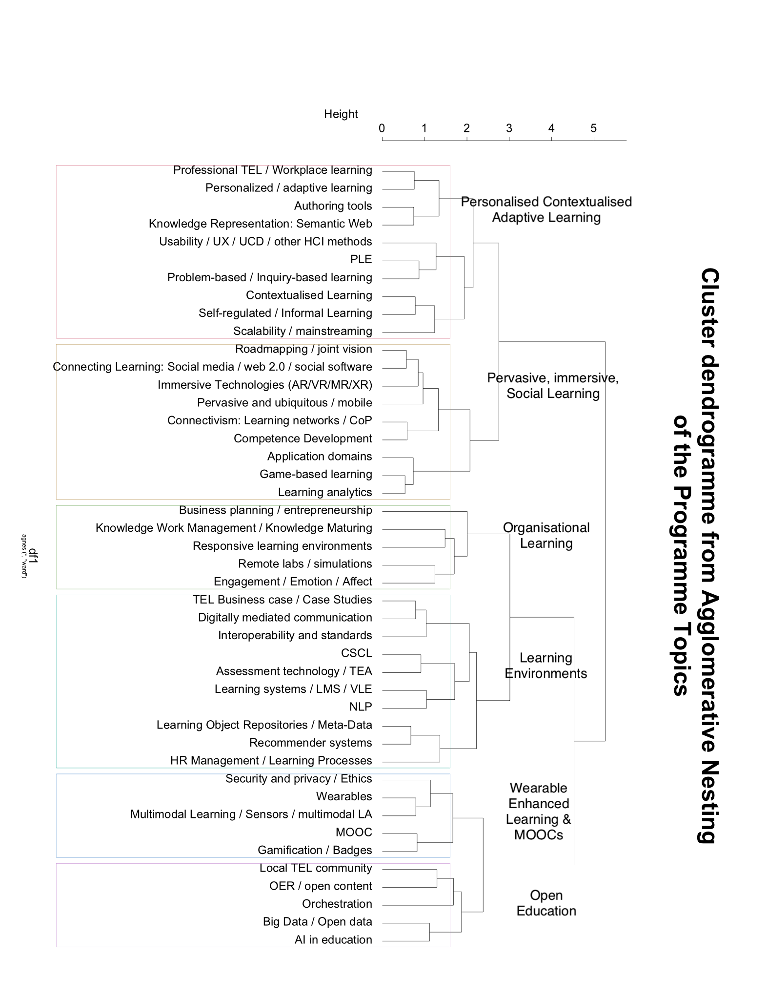 Height
0 1 2 3 4 5
Professional TEL / Workplace learning
Personalized / adaptive learning
Authoring tools
Knowledge Representation: Semantic Web
Usability / UX / UCD / other HCI methods
PLE
Problem-based / Inquiry-based learning
Contextualised Learning
Self-regulated / Informal Learning
Scalability / mainstreaming
Roadmapping / joint vision
Connecting Learning: Social media / web 2.0 / social software
Immersive Technologies (AR/VR/MR/XR)
Pervasive and ubiquitous / mobile
Connectivism: Learning networks / CoP
Competence Development
Application domains
Game-based learning
Learning analytics
Business planning / entrepreneurship
Knowledge Work Management / Knowledge Maturing
Responsive learning environments
Remote labs / simulations
Engagement / Emotion / Affect
TEL Business case / Case Studies
Digitally mediated communication
Interoperability and standards
CSCL
Assessment technology / TEA
Learning systems / LMS / VLE
NLP
Learning Object Repositories / Meta-Data
Recommender systems
HR Management / Learning Processes
Security and privacy / Ethics
Wearables
Multimodal Learning / Sensors / multimodal LA
MOOC
Gamification / Badges
Local TEL community
OER / open content
Orchestration
Big Data / Open data
AI in education
Personalised Contextualised
Adaptive Learning
Pervasive, immersive,
Social Learning
Organisational
Learning
Learning
Environments
Wearable
Enhanced
Learning &
MOOCs
Open
Education
Cluster dendrogramme from Agglomerative Nesting
of the Programme Topics
df1
agnes (*, "ward")